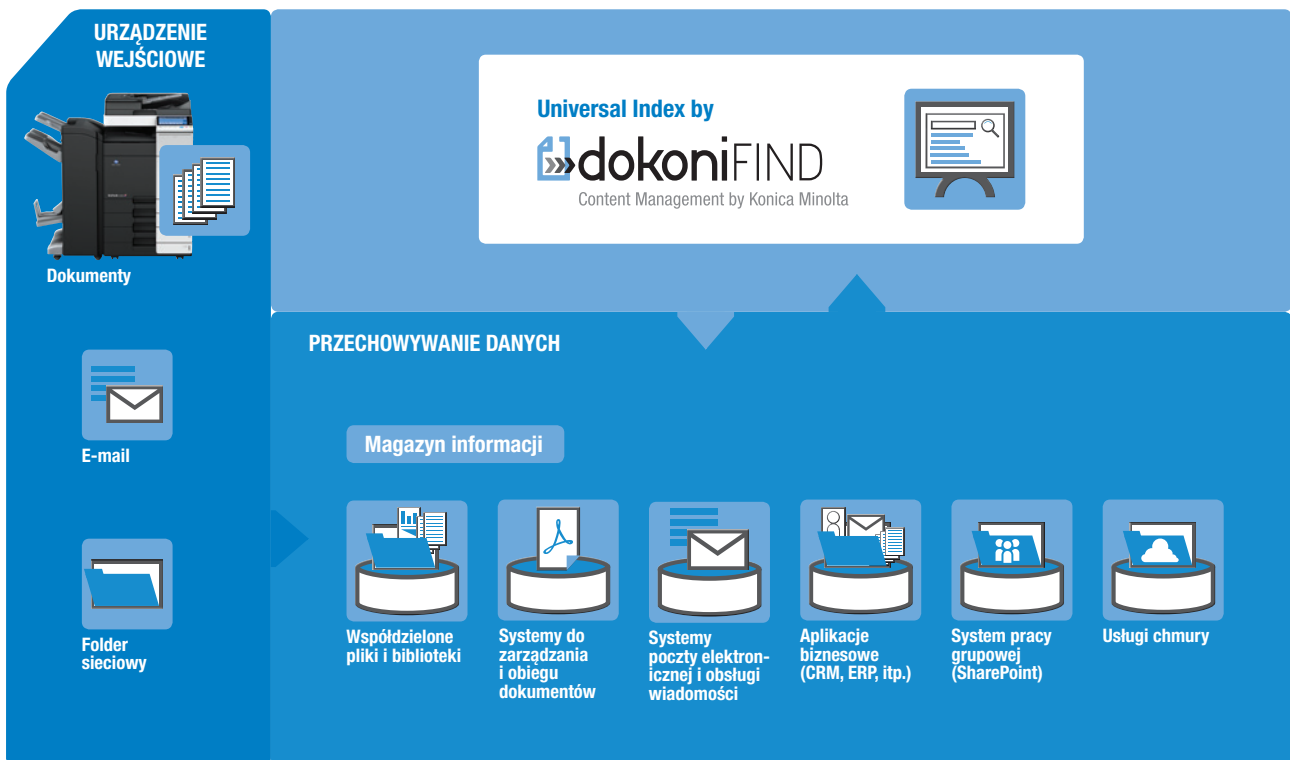 URZĄDZENIE
WEJŚCIOWE
Dokumenty
E-mail
Folder
sieciowy
Universal Index by
dokoniFIND
Content Management by Konica Minolta
PRZECHOWYWANIE DANYCH
Magazyn informacji
Współdzielone
pliki i biblioteki
Systemy do
zarządzania
i obiegu
dokumentów
Systemy
poczty elektron-
icznej i obsługi
wiadomości
Aplikacje
biznesowe
(CRM, ERP, itp.)
System pracy
grupowej
(SharePoint)
Usługi chmury